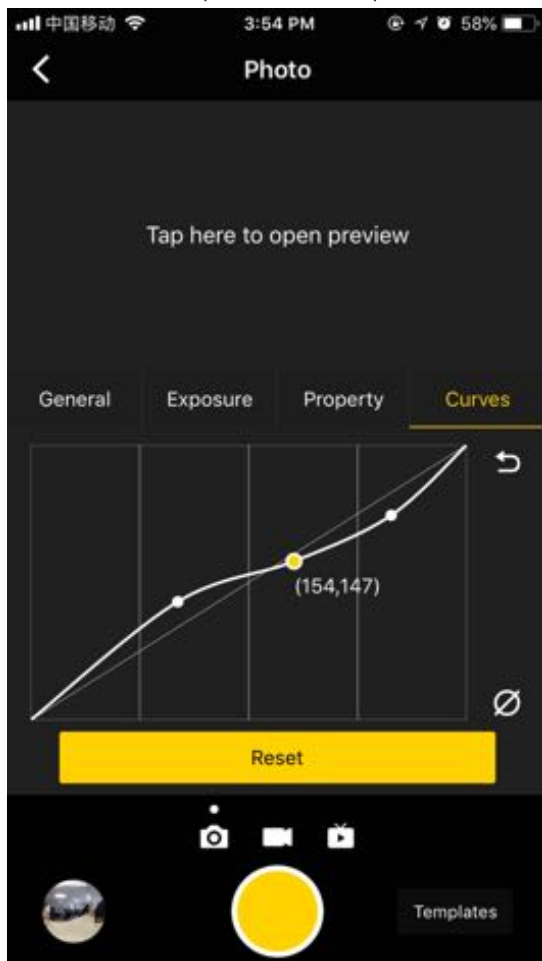 中国移动 3:54 PM 58%
Photo
Tap here to open preview
General Exposure Property Curves
(154,147)
Reset
Templates